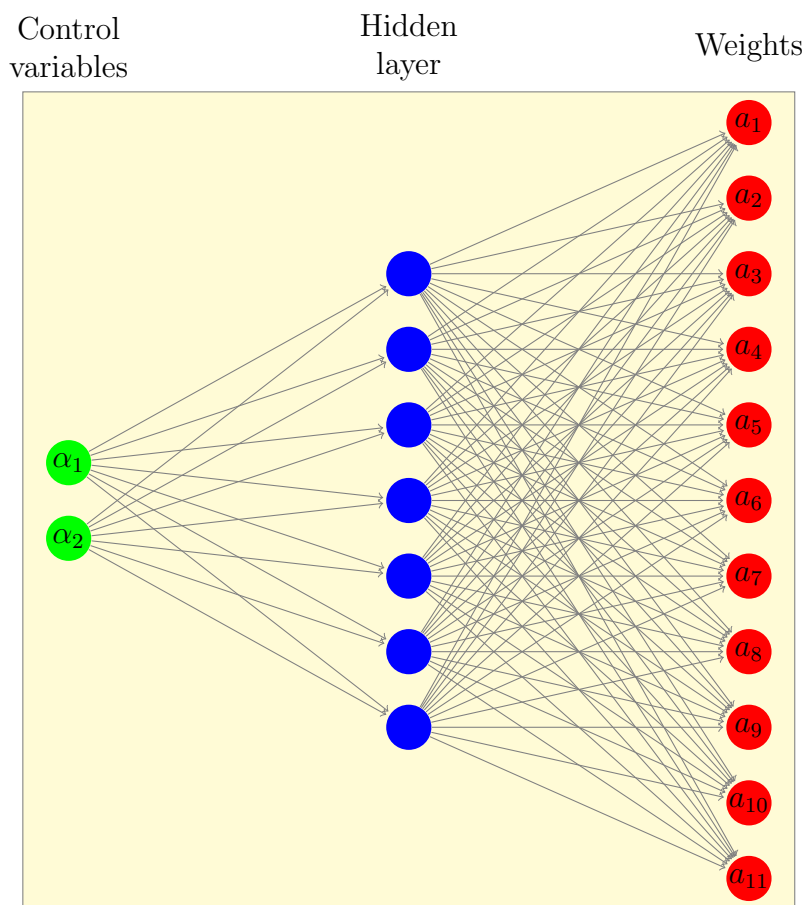 Control
variables
Hidden
layer
Weights
α₁
α₂
a₁
a₂
a₃
a₄
a₅
a₆
a₇
a₈
a₉
a₁₀
a₁₁